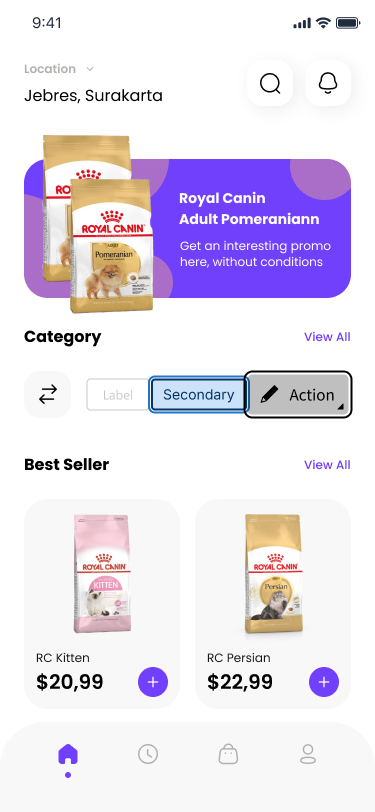 9:41
Location
Jebres, Surakarta
ROYAL CANIN
ROYAL CANIN
Pomeranian
Royal Canin
Adult Pomeraniann
Get an interesting promo
here, without conditions
Category
View All
Label
Secondary
Action
Best Seller
View All
ROYAL CANIN
KITTEN
ROYAL CANIN
Persian
RC Kitten
$20,99
RC Persian
$22,99